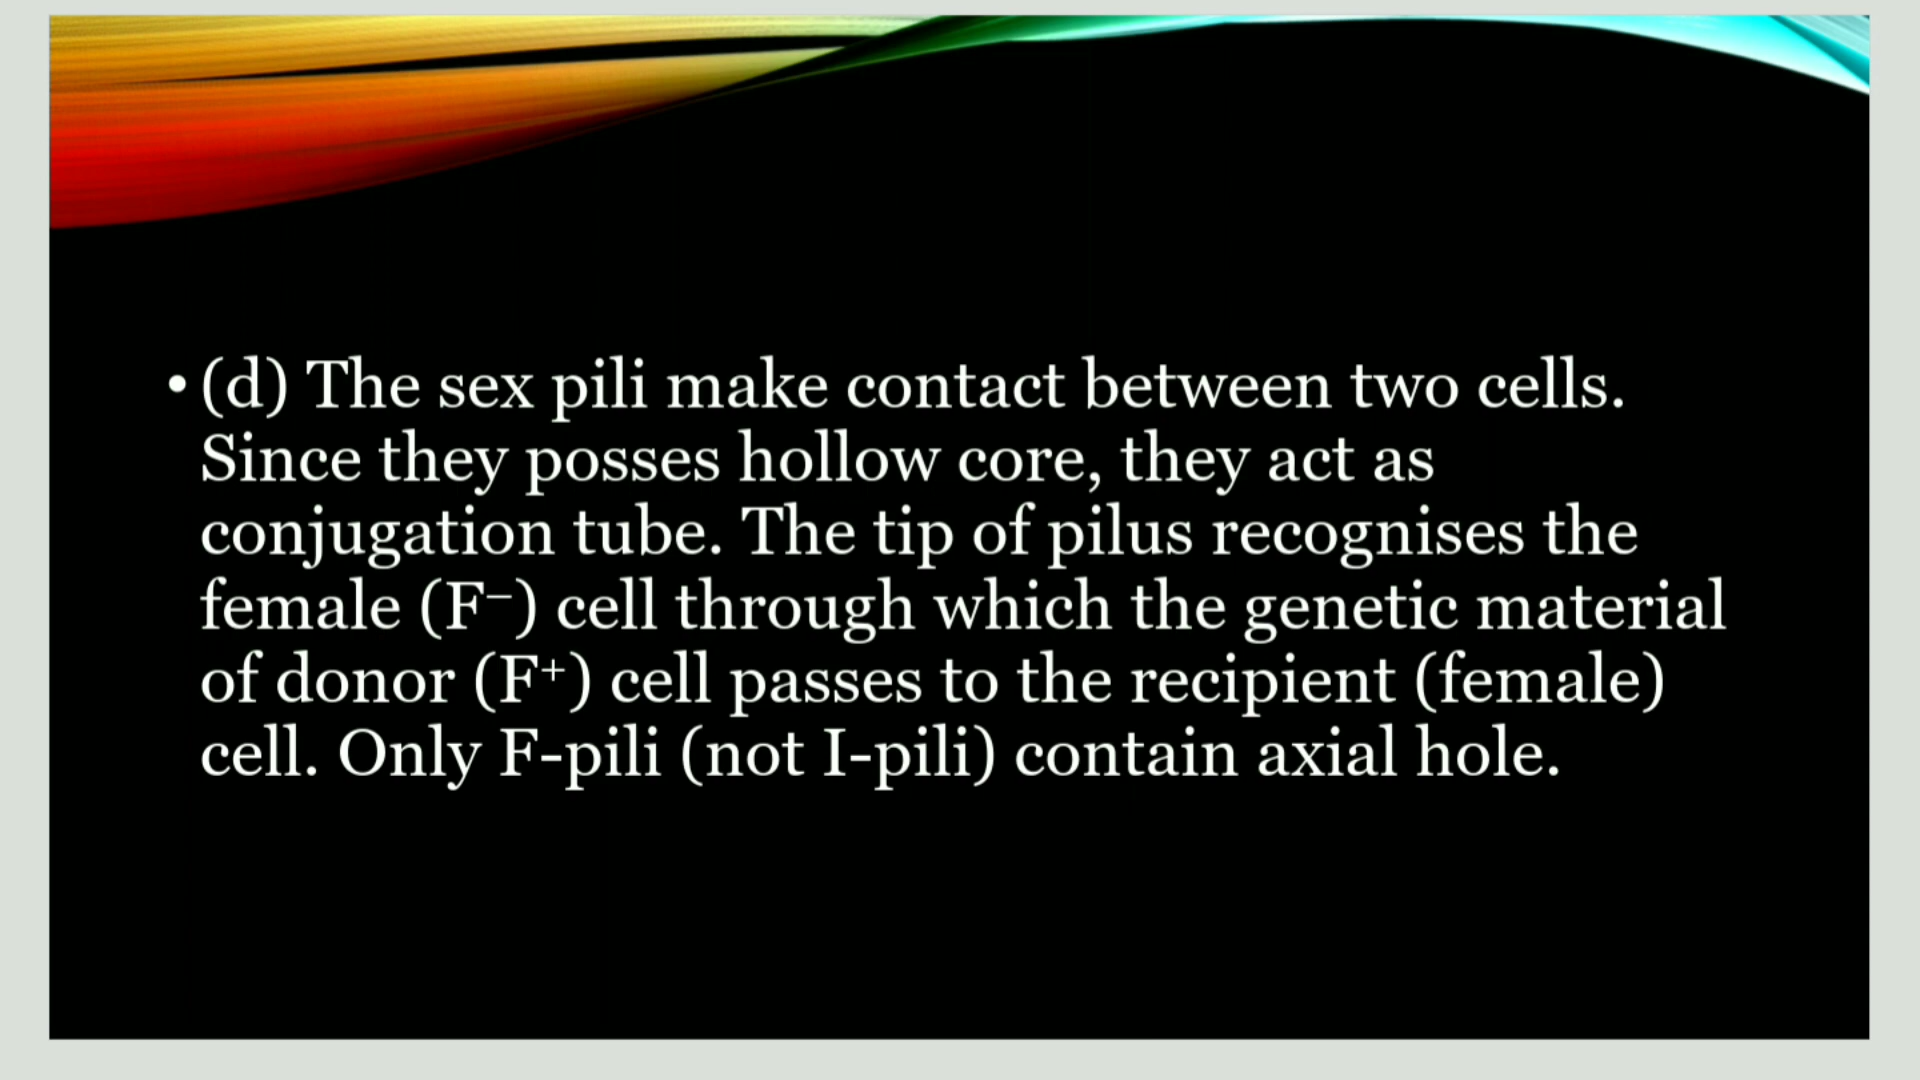 • (d) The sex pili make contact between two cells.
Since they posses hollow core, they act as
conjugation tube. The tip of pilus recognises the
female (F⁻) cell through which the genetic material
of donor (F⁺) cell passes to the recipient (female)
cell. Only F-pili (not I-pili) contain axial hole.